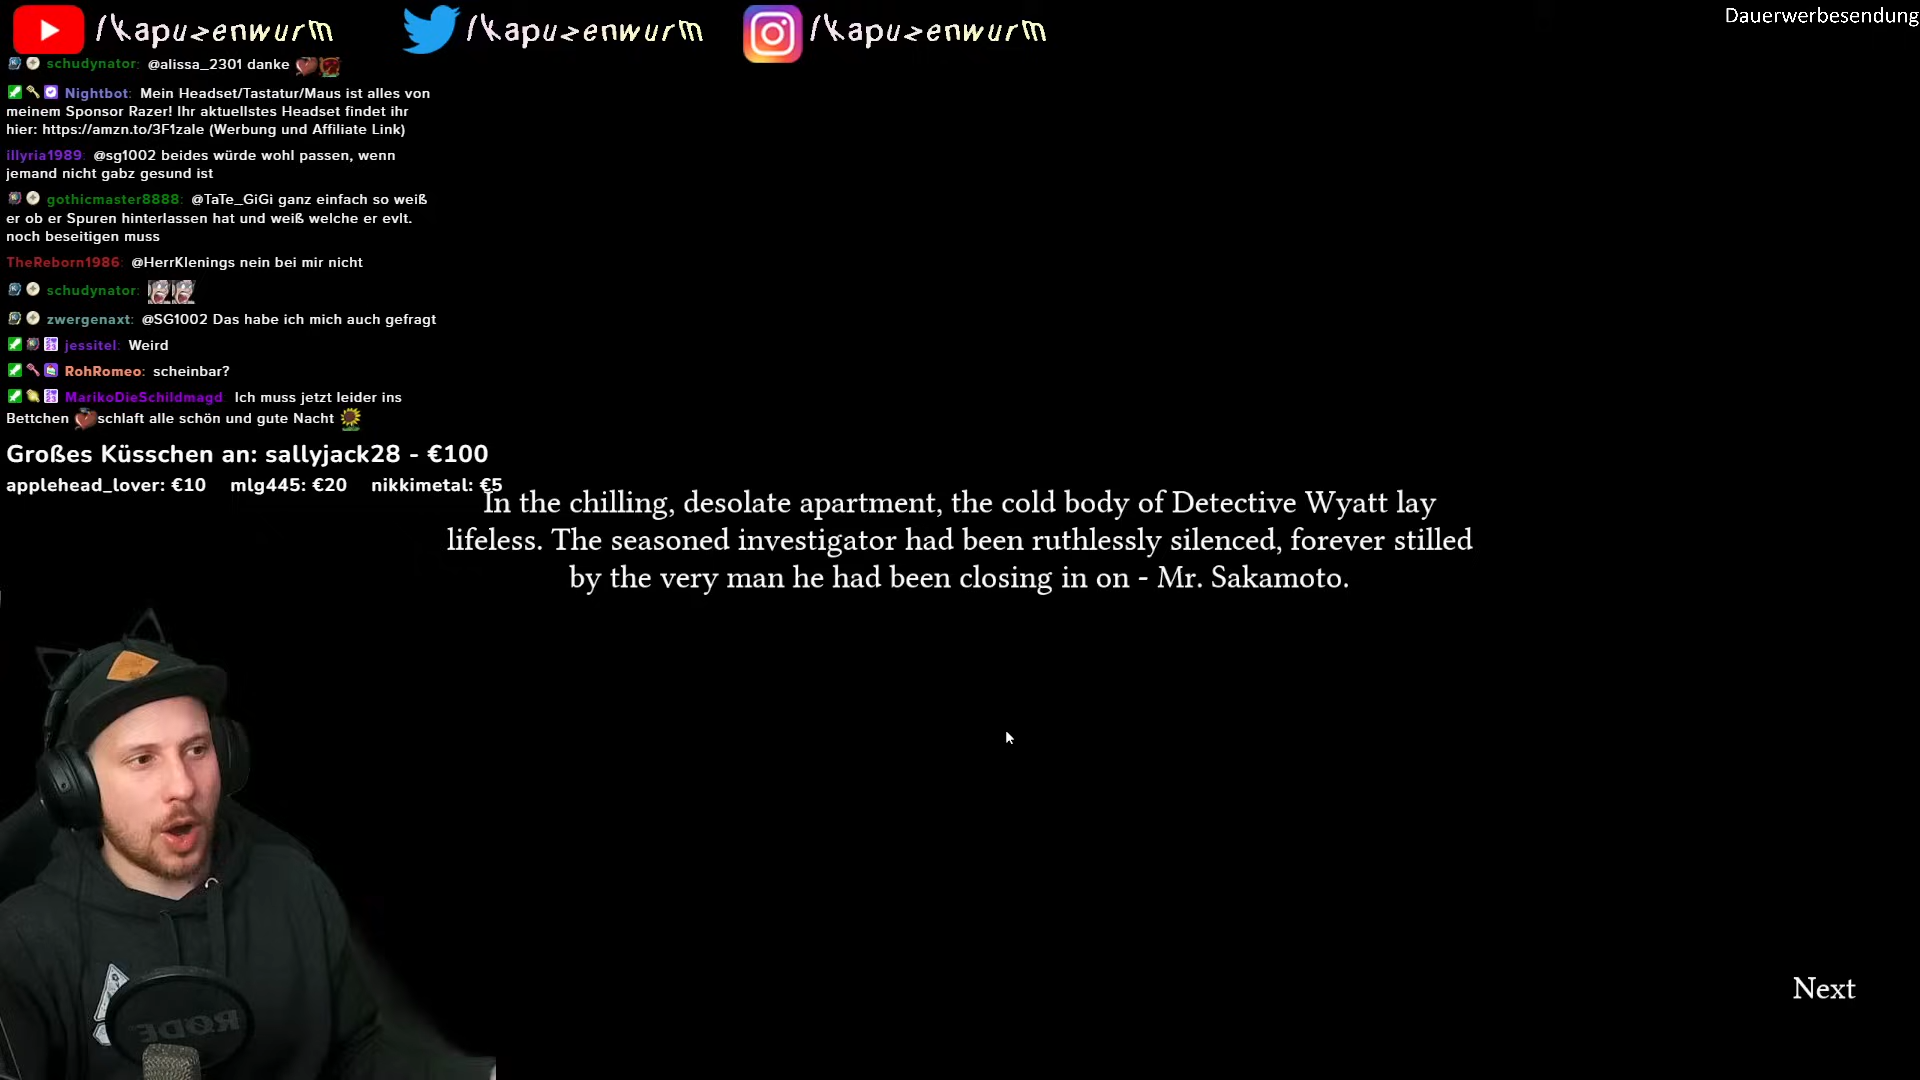 /kapuzenwurm /kapuzenwurm /kapuzenwurm
Dauerwerbesendung
schudynator: @alissa_2301 danke
Nightbot: Mein Headset/Tastatur/Maus ist alles von
meinem Sponsor Razer! Ihr aktuellstes Headset findet ihr
hier: https://amzn.to/3F1zale (Werbung und Affiliate Link)
illyria1989: @sg1002 beides würde wohl passen, wenn
jemand nicht gabz gesund ist
gothicmaster8888: @TaTe_GiGi ganz einfach so weiß
er ob er Spuren hinterlassen hat und weiß welche er evlt.
noch beseitigen muss
TheReborn1986: @HerrKlenings nein bei mir nicht
schudynator:
zwergenaxt: @SG1002 Das habe ich mich auch gefragt
jessitel: Weird
RohRomeo: scheinbar?
MarikoDieSchildmagd: Ich muss jetzt leider ins
Bettchen schlaft alle schön und gute Nacht
Großes Küsschen an: sallyjack28 - €100
applehead_lover: €10 mlg445: €20 nikkimetal: €5
In the chilling, desolate apartment, the cold body of Detective Wyatt lay
lifeless. The seasoned investigator had been ruthlessly silenced, forever stilled
by the very man he had been closing in on - Mr. Sakamoto.
RØDE
Next